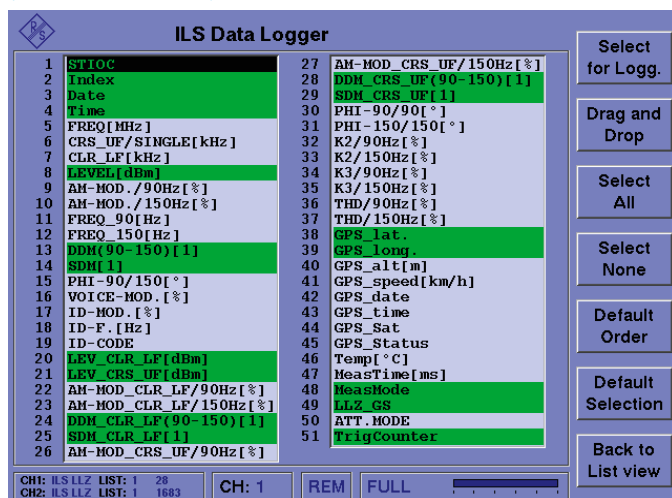 R S
ILS Data Logger
1 STIOC
2 Index
3 Date
4 Time
5 FREQ[MHz]
6 CRS_UF/SINGLE[kHz]
7 CLR_LF[kHz]
8 LEVEL[dBm]
9 AM-MOD./90Hz[%]
10 AM-MOD./150Hz[%]
11 FREQ_90[Hz]
12 FREQ_150[Hz]
13 DDM(90-150)[1]
14 SDM[1]
15 PHI-90/150[°]
16 VOICE-MOD.[%]
17 ID-MOD.[%]
18 ID-F.[Hz]
19 ID-CODE
20 LEV_CLR_LF[dBm]
21 LEV_CRS_UF[dBm]
22 AM-MOD_CLR_LF/90Hz[%]
23 AM-MOD_CLR_LF/150Hz[%]
24 DDM_CLR_LF(90-150)[1]
25 SDM_CLR_LF[1]
26 AM-MOD_CRS_UF/90Hz[%]
27 AM-MOD_CRS_UF/150Hz[%]
28 DDM_CRS_UF(90-150)[1]
29 SDM_CRS_UF[1]
30 PHI-90/90[°]
31 PHI-150/150[°]
32 K2/90Hz[%]
33 K2/150Hz[%]
34 K3/90Hz[%]
35 K3/150Hz[%]
36 THD/90Hz[%]
37 THD/150Hz[%]
38 GPS_lat.
39 GPS_long.
40 GPS_alt[m]
41 GPS_speed[km/h]
42 GPS_date
43 GPS_time
44 GPS_Sat
45 GPS_Status
46 Temp[°C]
47 MeasTime[ms]
48 MeasMode
49 LLZ_GS
50 ATT.MODE
51 TrigCounter
Select
for Logg.
Drag and
Drop
Select
All
Select
None
Default
Order
Default
Selection
Back to
List view
CH1: ILS LLZ LIST: 1 28
CH2: ILS LLZ LIST: 1 1683
CH: 1
REM
FULL